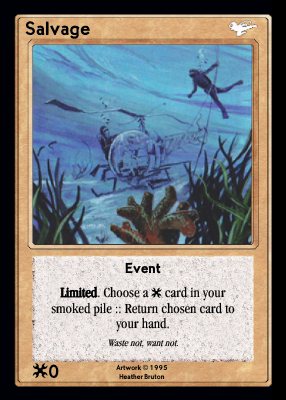 Salvage
Event
Limited. Choose a card in your
smoked pile :: Return chosen card to
your hand.
Waste not, want not.
0
Artwork © 1995
Heather Bruton